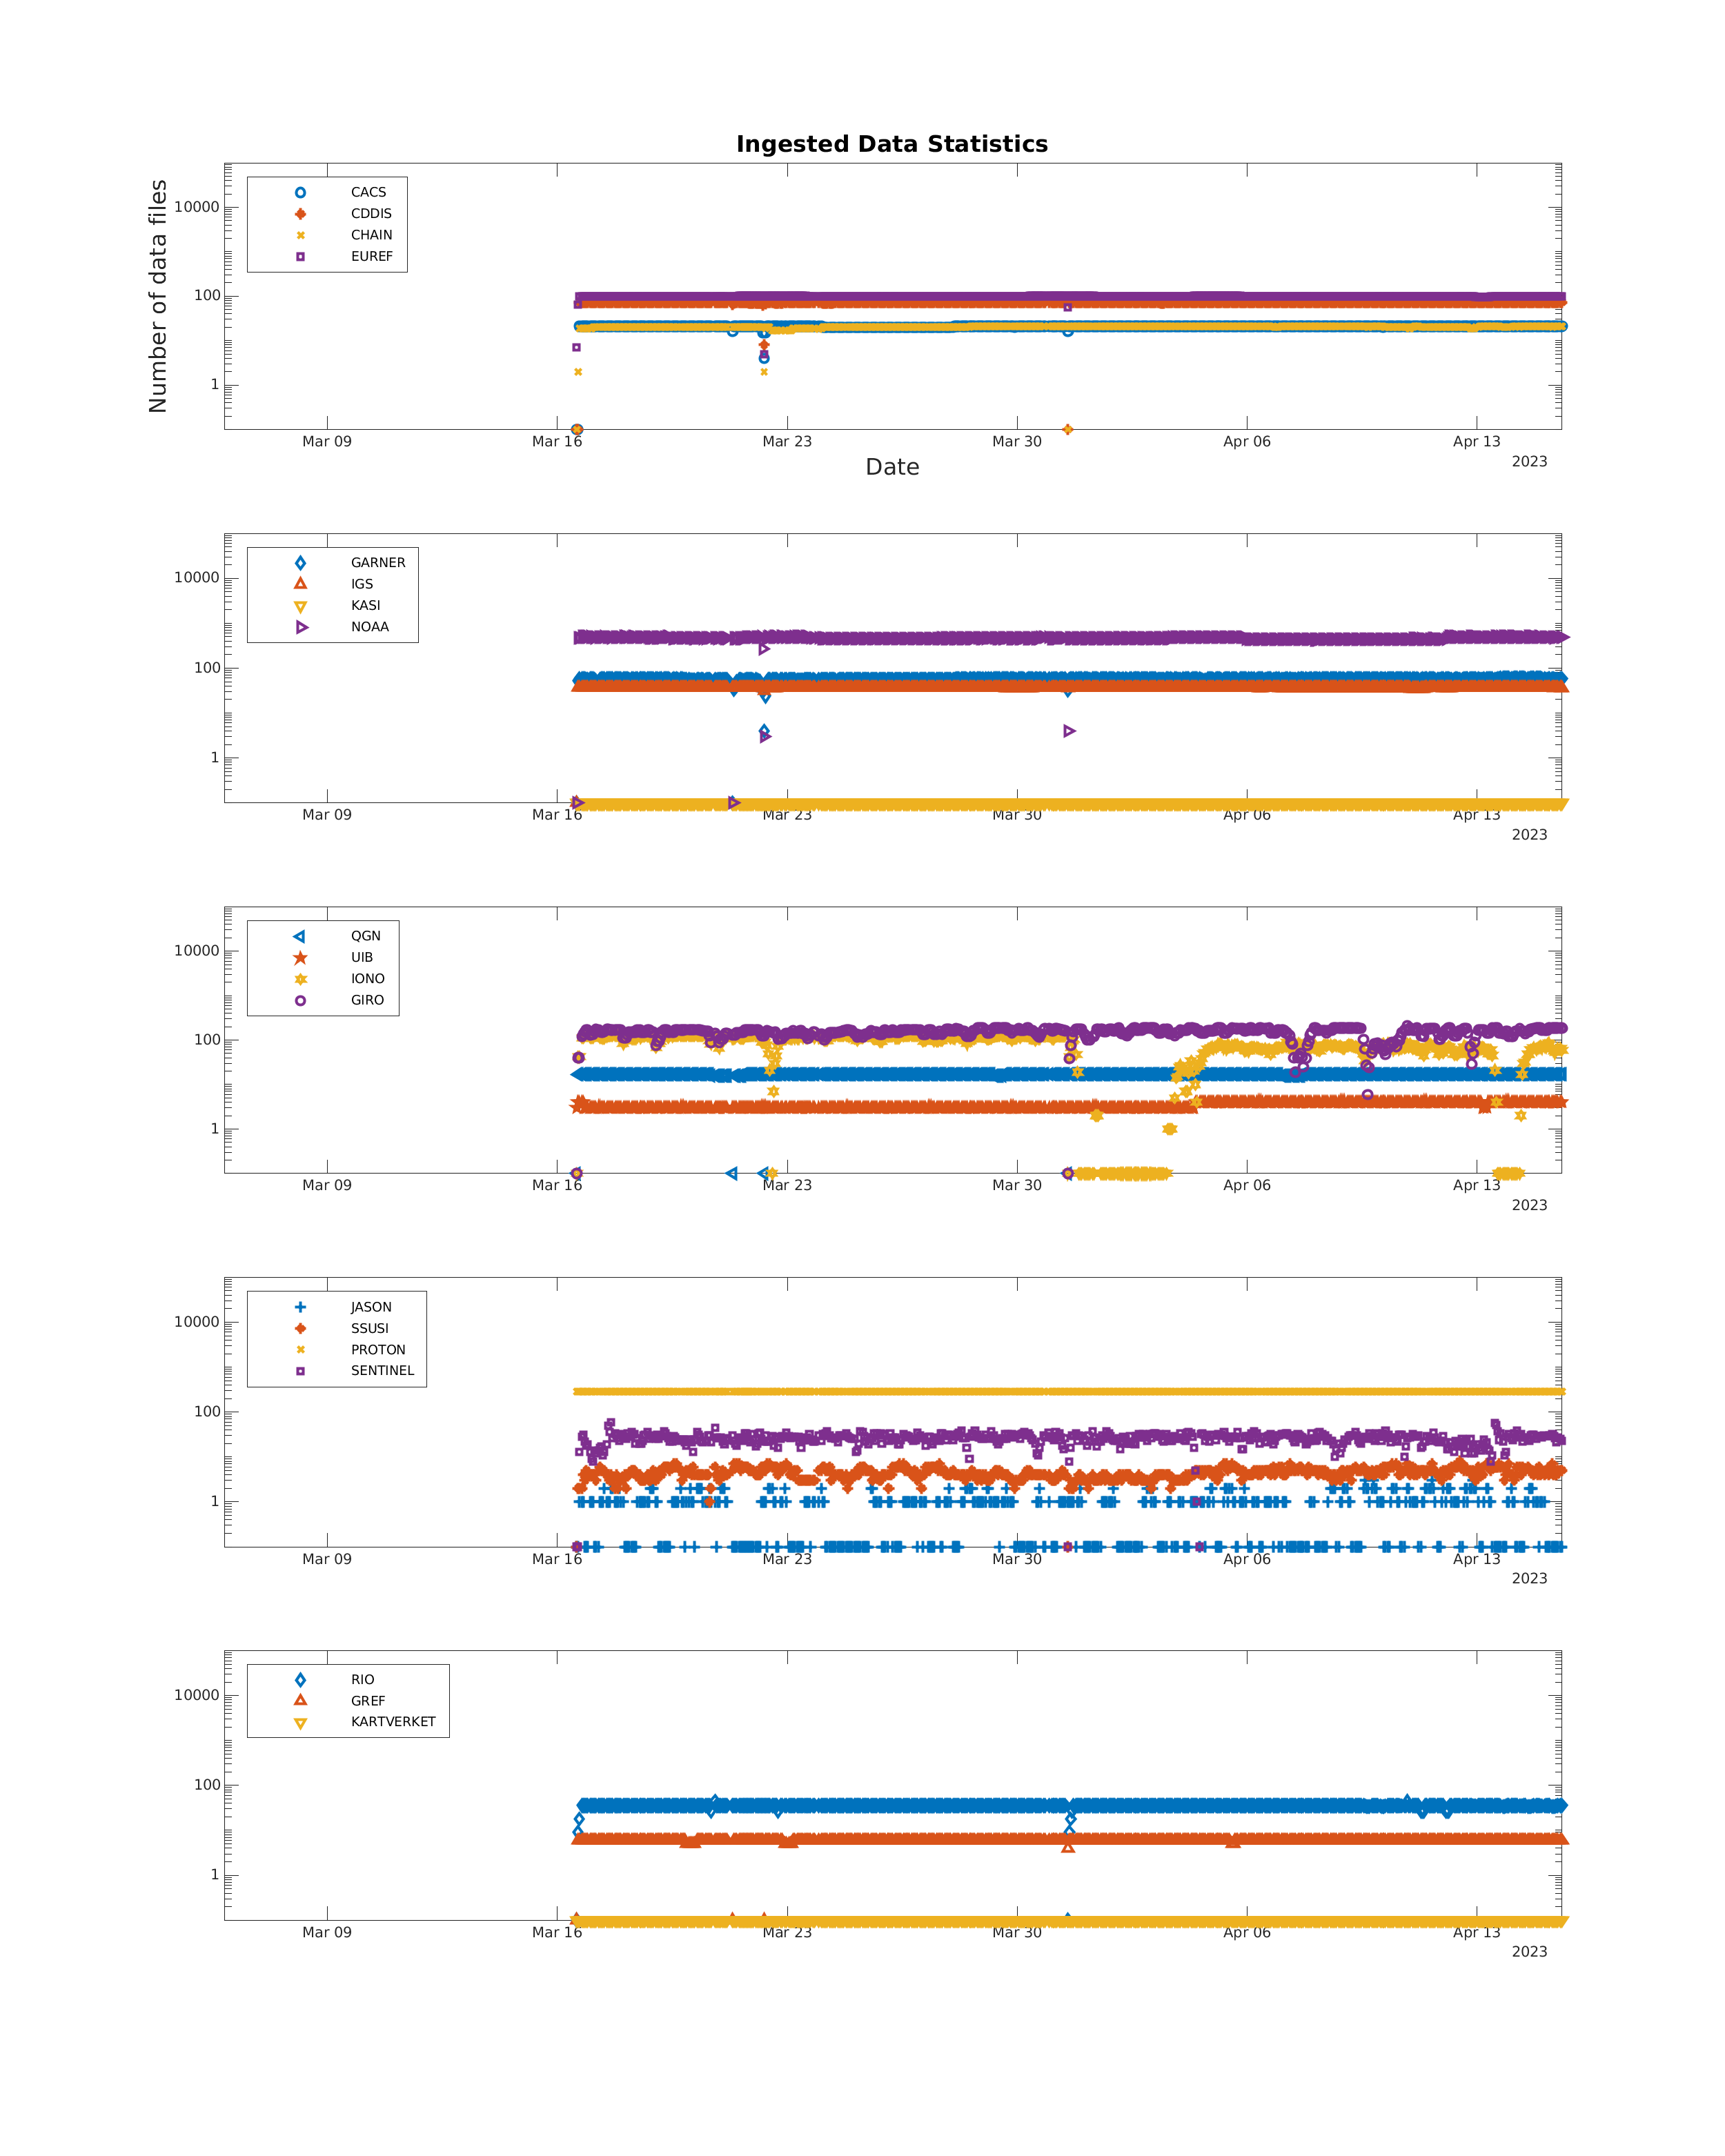 Ingested Data Statistics
Number of data files
10000
100
1
CACS
CDDIS
CHAIN
EUREF
Mar 09 Mar 16 Mar 23 Mar 30 Apr 06 Apr 13
2023
Date
10000
100
1
GARNER
IGS
KASI
NOAA
Mar 09 Mar 16 Mar 23 Mar 30 Apr 06 Apr 13
2023
10000
100
1
QGN
UIB
IONO
GIRO
Mar 09 Mar 16 Mar 23 Mar 30 Apr 06 Apr 13
2023
10000
100
1
JASON
SSUSI
PROTON
SENTINEL
Mar 09 Mar 16 Mar 23 Mar 30 Apr 06 Apr 13
2023
10000
100
1
RIO
GREF
KARTVERKET
Mar 09 Mar 16 Mar 23 Mar 30 Apr 06 Apr 13
2023